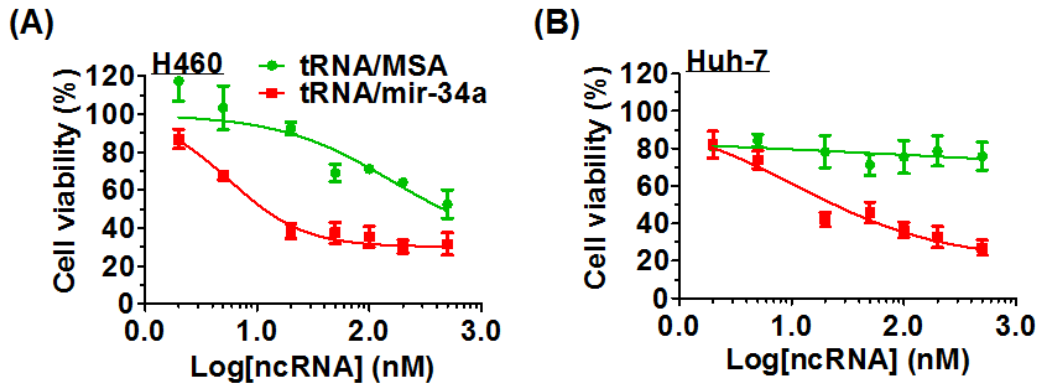 (A)
H460
tRNA/MSA
tRNA/mir-34a
Cell viability (%)
120
100
80
60
40
20
0
0.0 1.0 2.0 3.0
Log[ncRNA] (nM)
(B)
Huh-7
Cell viability (%)
120
100
80
60
40
20
0
0.0 1.0 2.0 3.0
Log[ncRNA] (nM)